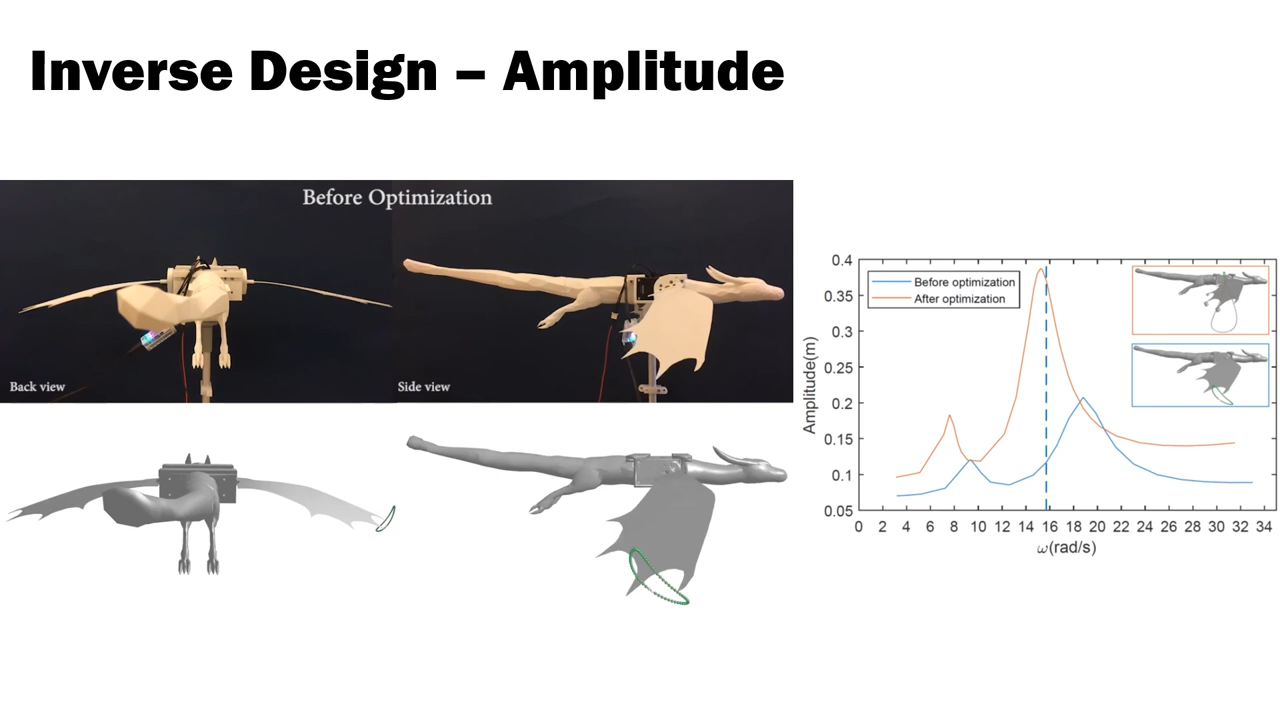 Inverse Design – Amplitude
Before Optimization
Back view
Side view
Before optimization
After optimization
Amplitude(m)
0.4
0.35
0.3
0.25
0.2
0.15
0.1
0.05
0 2 4 6 8 10 12 14 16 18 20 22 24 26 28 30 32 34
ω(rad/s)